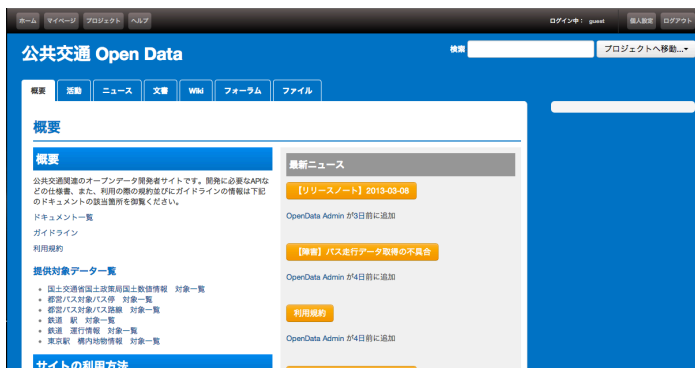 ホーム マイページ プロジェクト ヘルプ ログイン中： guest 個人設定 ログアウト
公共交通 Open Data 検索 プロジェクトへ移動...
概要 活動 ニュース 文書 Wiki フォーラム ファイル
概要
概要
公共交通関連のオープンデータ開発者サイトです。開発に必要なAPIな
どの仕様書、また、利用の際の規約並びにガイドラインの情報は下記
のドキュメントの該当箇所を御覧ください。
ドキュメント一覧
ガイドライン
利用規約
提供対象データ一覧
国土交通省国土政策局国土数値情報 対象一覧
都営バス対象バス停 対象一覧
都営バス対象バス路線 対象一覧
鉄道 駅 対象一覧
鉄道 運行情報 対象一覧
東京駅 構内地物情報 対象一覧
サイトの利用方法
最新ニュース
【リリースノート】2013-03-08
OpenData Admin が3日前に追加
【障害】バス走行データ取得の不具合
OpenData Admin が4日前に追加
利用規約
OpenData Admin が4日前に追加